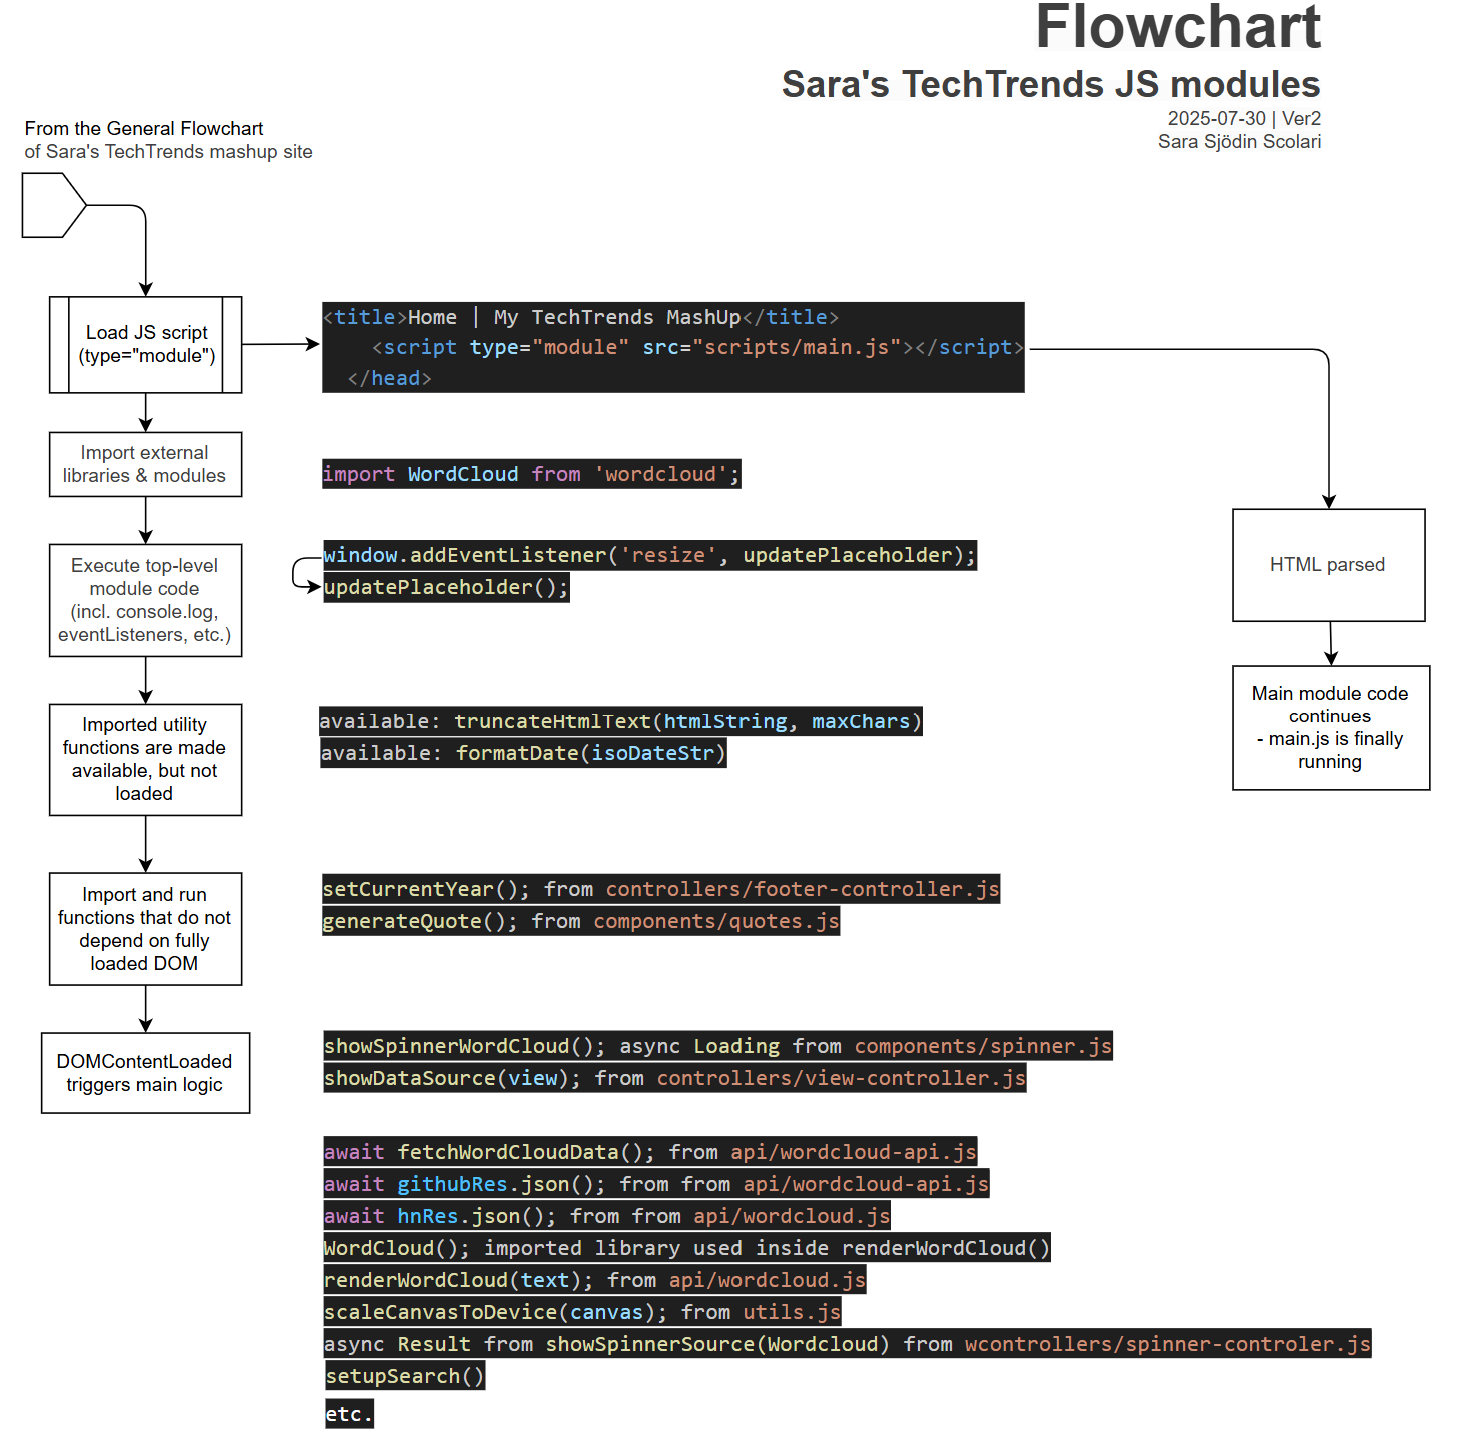 Flowchart
Sara's TechTrends JS modules
2025-07-30 | Ver2
Sara Sjödin Scolari
From the General Flowchart
of Sara's TechTrends mashup site
Load JS script
(type="module")
<title>Home | My TechTrends MashUp</title>
<script type="module" src="scripts/main.js"></script>
</head>
Import external
libraries & modules
import WordCloud from 'wordcloud';
Execute top-level
module code
(incl. console.log,
eventListeners, etc.)
window.addEventListener('resize', updatePlaceholder);
updatePlaceholder();
HTML parsed
Main module code
continues
- main.js is finally
running
Imported utility
functions are made
available, but not
loaded
available: truncateHtmlText(htmlString, maxChars)
available: formatDate(isoDateStr)
Import and run
functions that do not
depend on fully
loaded DOM
setCurrentYear(); from controllers/footer-controller.js
generateQuote(); from components/quotes.js
DOMContentLoaded
triggers main logic
showSpinnerWordCloud(); async Loading from components/spinner.js
showDataSource(view); from controllers/view-controller.js
await fetchWordCloudData(); from api/wordcloud-api.js
await githubRes.json(); from from api/wordcloud-api.js
await hnRes.json(); from from api/wordcloud.js
WordCloud(); imported library used inside renderWordCloud()
renderWordCloud(text); from api/wordcloud.js
scaleCanvasToDevice(canvas); from utils.js
async Result from showSpinnerSource(Wordcloud) from wcontrollers/spinner-controler.js
setupSearch()
etc.